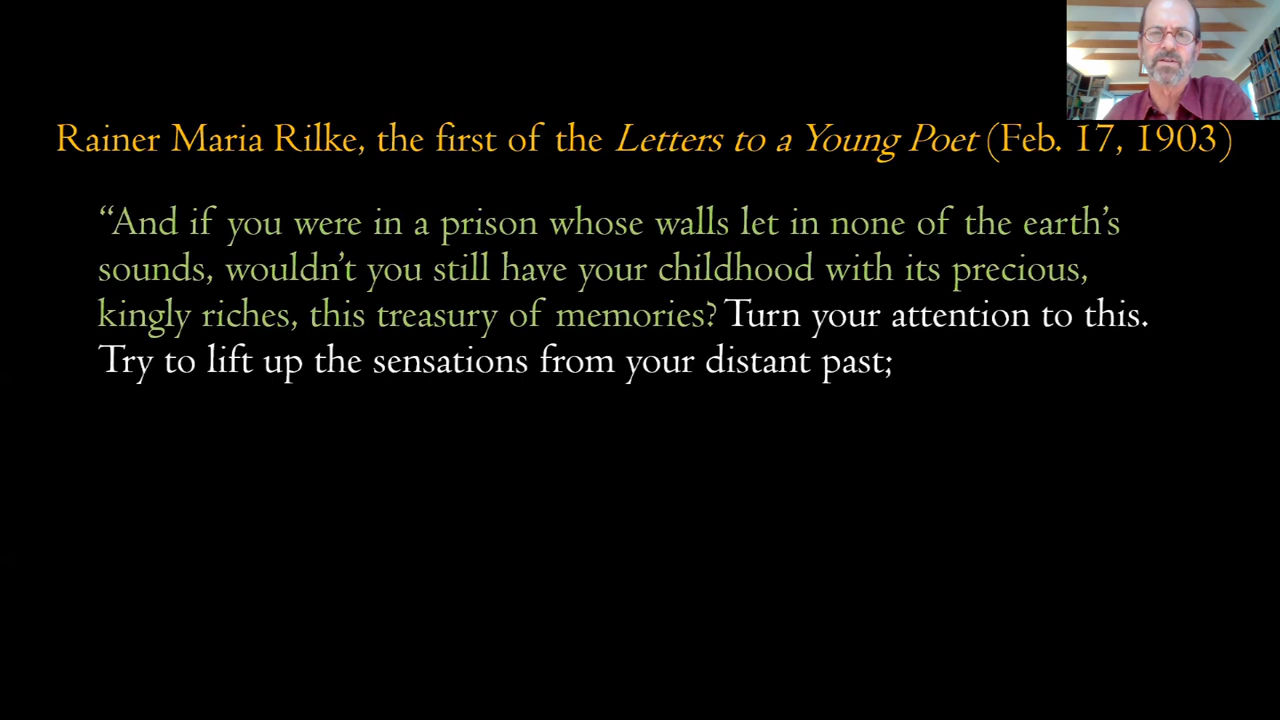 Rainer Maria Rilke, the first of the Letters to a Young Poet (Feb. 17, 1903)
“And if you were in a prison whose walls let in none of the earth’s
sounds, wouldn’t you still have your childhood with its precious,
kingly riches, this treasury of memories? Turn your attention to this.
Try to lift up the sensations from your distant past;